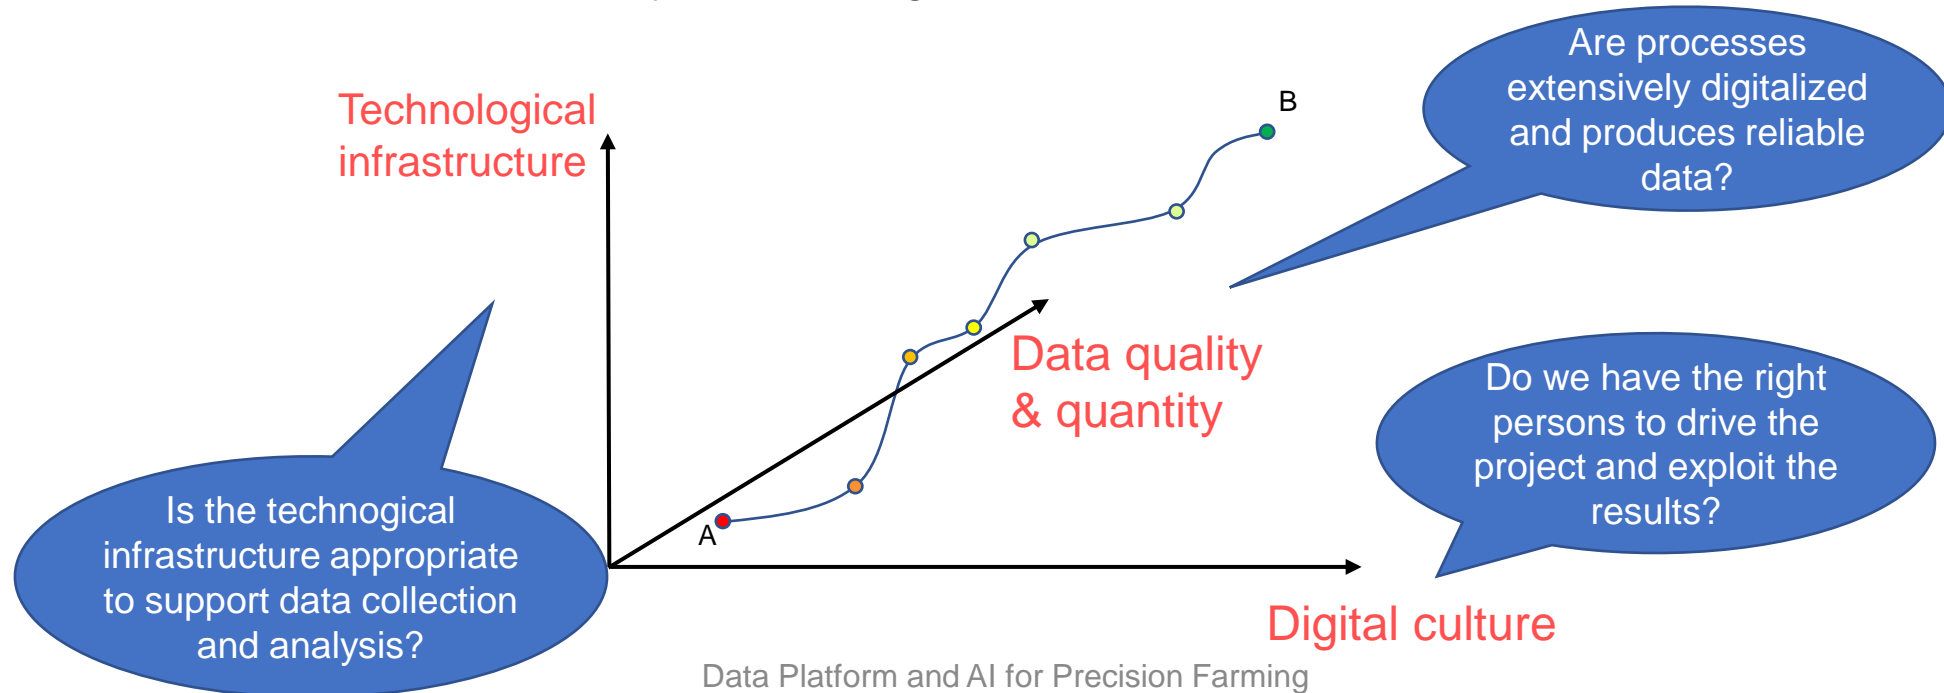 Technological
infrastructure
B
Are processes
extensively digitalized
and produces reliable
data?
Data quality
& quantity
Do we have the right
persons to drive the
project and exploit the
results?
Is the technogical
infrastructure appropriate
to support data collection
and analysis?
A
Digital culture
Data Platform and AI for Precision Farming